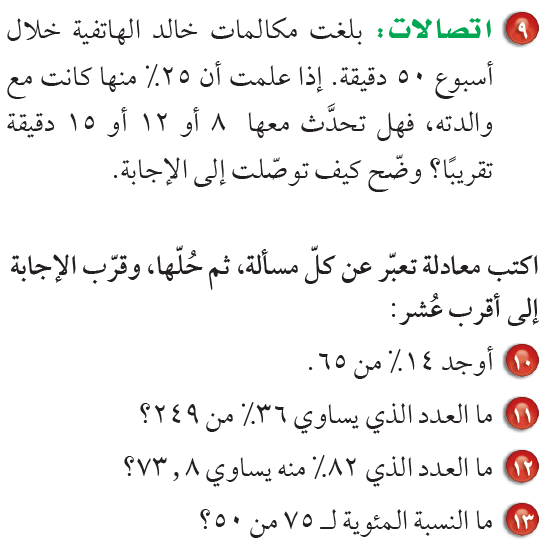 ٩ اتصالات: بلغت مكالمات خالد الهاتفية خلال
أسبوع ٥٠ دقيقة. إذا علمت أن ٢٥٪ منها كانت مع
والدته، فهل تحدَّث معها ٨ أو ١٢ أو ١٥ دقيقة
تقريبًا؟ وضّح كيف توصّلت إلى الإجابة.
اكتب معادلة تعبّر عن كلّ مسألة، ثم حُلّها، وقرّب الإجابة
إلى أقرب عُشر:
١٠ أوجد ١٤٪ من ٦٥.
١١ ما العدد الذي يساوي ٣٦٪ من ٢٤٩؟
١٢ ما العدد الذي ٨٢٪ منه يساوي ٧٣,٨؟
١٣ ما النسبة المئوية لـ ٧٥ من ٥٠؟